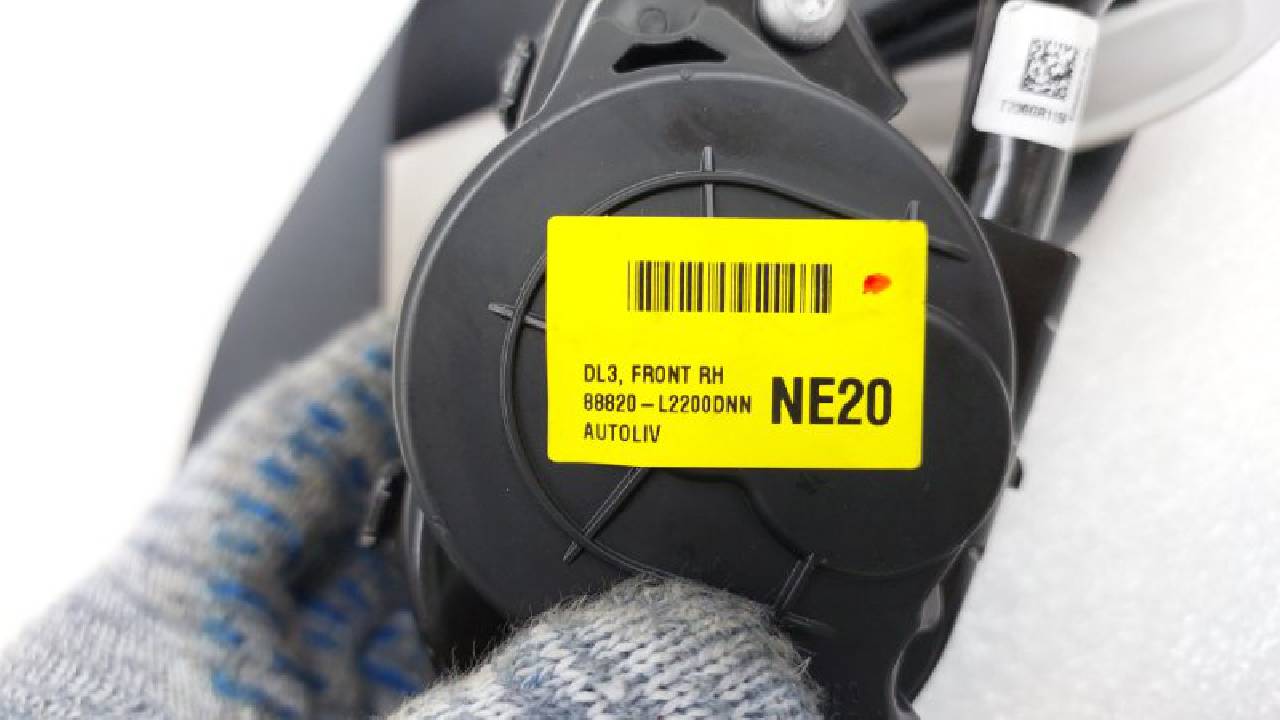 DL3, FRONT RH
88820-L2200DNN
NE20
AUTOLIV